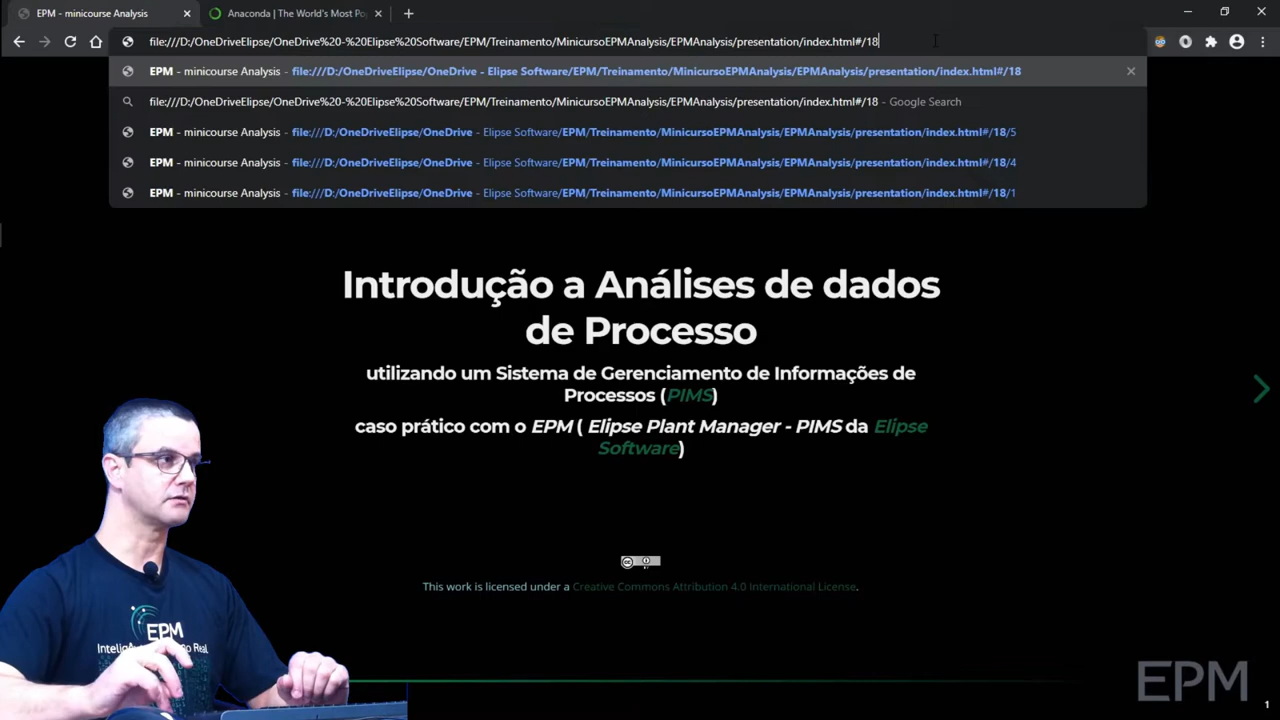 EPM - minicourse Analysis
Anaconda | The World's Most Po
file:///D:/OneDriveElipse/OneDrive%20-%20Elipse%20Software/EPM/Treinamento/MinicursoEPMAnalysis/EPMAnalysis/presentation/index.html#/18
EPM - minicourse Analysis - file:///D:/OneDriveElipse/OneDrive - Elipse Software/EPM/Treinamento/MinicursoEPMAnalysis/EPMAnalysis/presentation/index.html#/18
file:///D:/OneDriveElipse/OneDrive%20-%20Elipse%20Software/EPM/Treinamento/MinicursoEPMAnalysis/EPMAnalysis/presentation/index.html#/18 - Google Search
EPM - minicourse Analysis - file:///D:/OneDriveElipse/OneDrive - Elipse Software/EPM/Treinamento/MinicursoEPMAnalysis/EPMAnalysis/presentation/index.html#/18/5
EPM - minicourse Analysis - file:///D:/OneDriveElipse/OneDrive - Elipse Software/EPM/Treinamento/MinicursoEPMAnalysis/EPMAnalysis/presentation/index.html#/18/4
EPM - minicourse Analysis - file:///D:/OneDriveElipse/OneDrive - Elipse Software/EPM/Treinamento/MinicursoEPMAnalysis/EPMAnalysis/presentation/index.html#/18/1
Introdução a Análises de dados
de Processo
utilizando um Sistema de Gerenciamento de Informações de
Processos (PIMS)
caso prático com o EPM ( Elipse Plant Manager - PIMS da Elipse
Software)
This work is licensed under a Creative Commons Attribution 4.0 International License.
EPM
Real
EPM
1